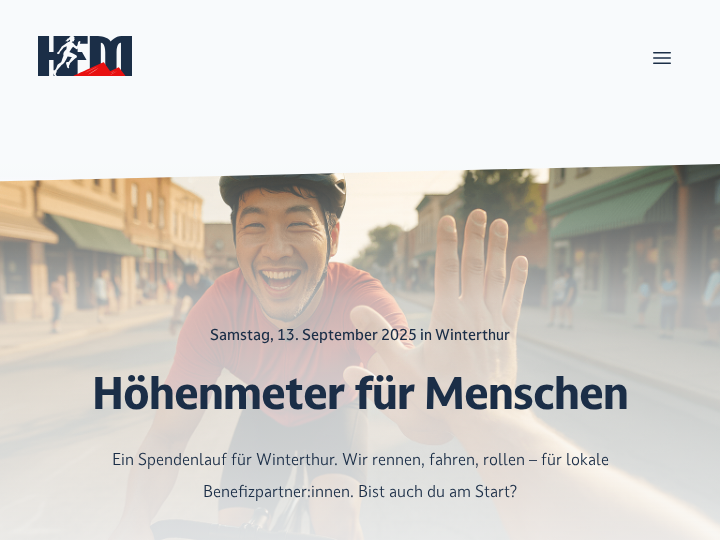 HFM
Samstag, 13. September 2025 in Winterthur
Höhenmeter für Menschen
Ein Spendenlauf für Winterthur. Wir rennen, fahren, rollen – für lokale
Benefizpartner:innen. Bist auch du am Start?